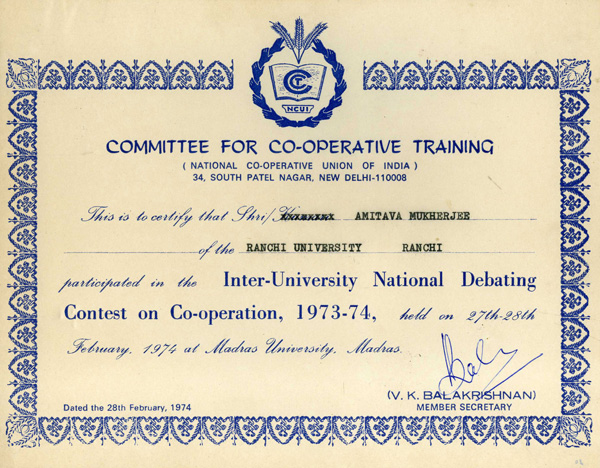 CCT
NCUI
COMMITTEE FOR CO-OPERATIVE TRAINING
( NATIONAL CO-OPERATIVE UNION OF INDIA )
34, SOUTH PATEL NAGAR, NEW DELHI-110008
This is to certify that Shri/ AMITAVA MUKHERJEE
of the RANCHI UNIVERSITY RANCHI
participated in the Inter-University National Debating
Contest on Co-operation, 1973-74, held on 27th-28th
February, 1974 at Madras University, Madras.
(V. K. BALAKRISHNAN)
MEMBER SECRETARY
Dated the 28th February, 1974